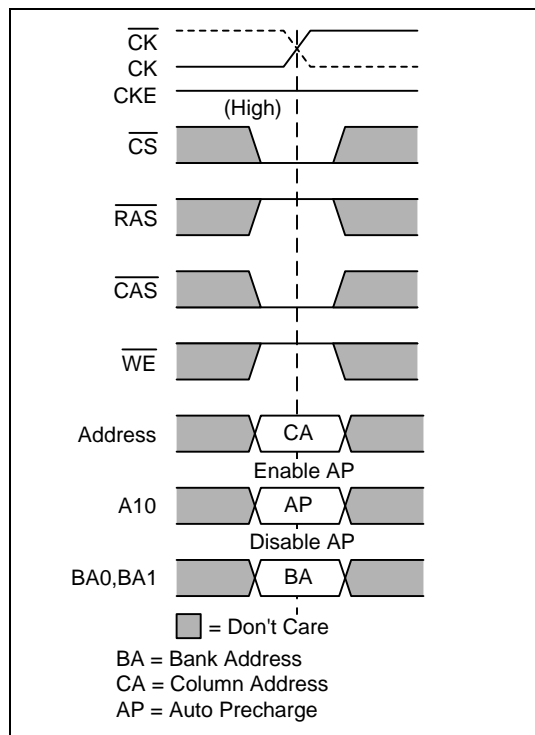 CK
CK
CKE
(High)
CS
RAS
CAS
WE
Address
CA
Enable AP
A10
AP
Disable AP
BA0,BA1
BA
= Don't Care
BA = Bank Address
CA = Column Address
AP = Auto Precharge